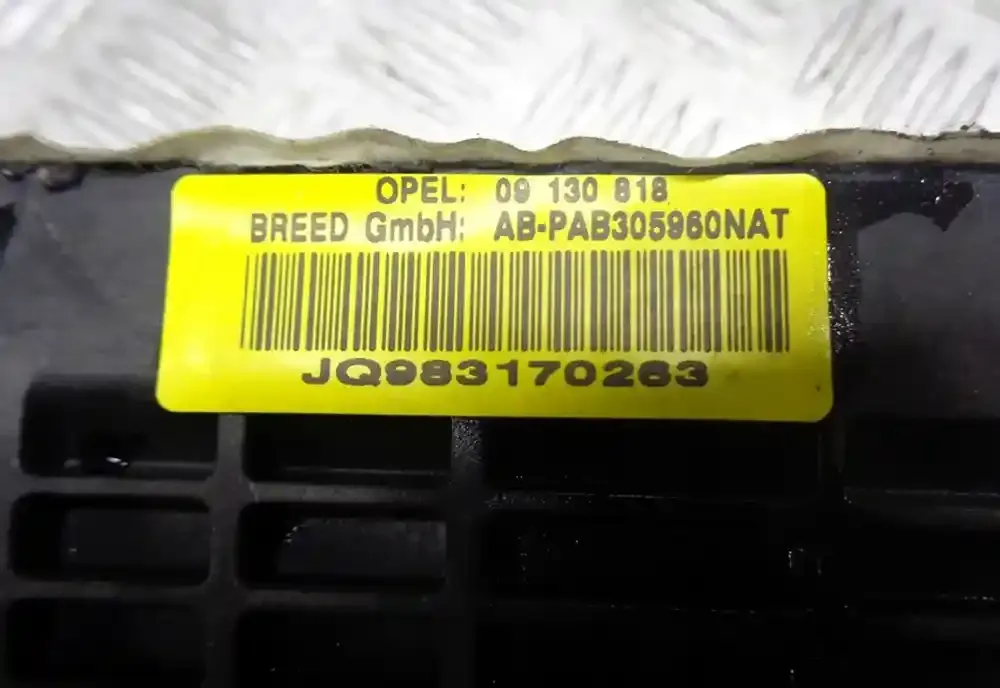 OPEL: 09 130 818
BREED GmbH: AB-PAB305960NAT
JQ983170263